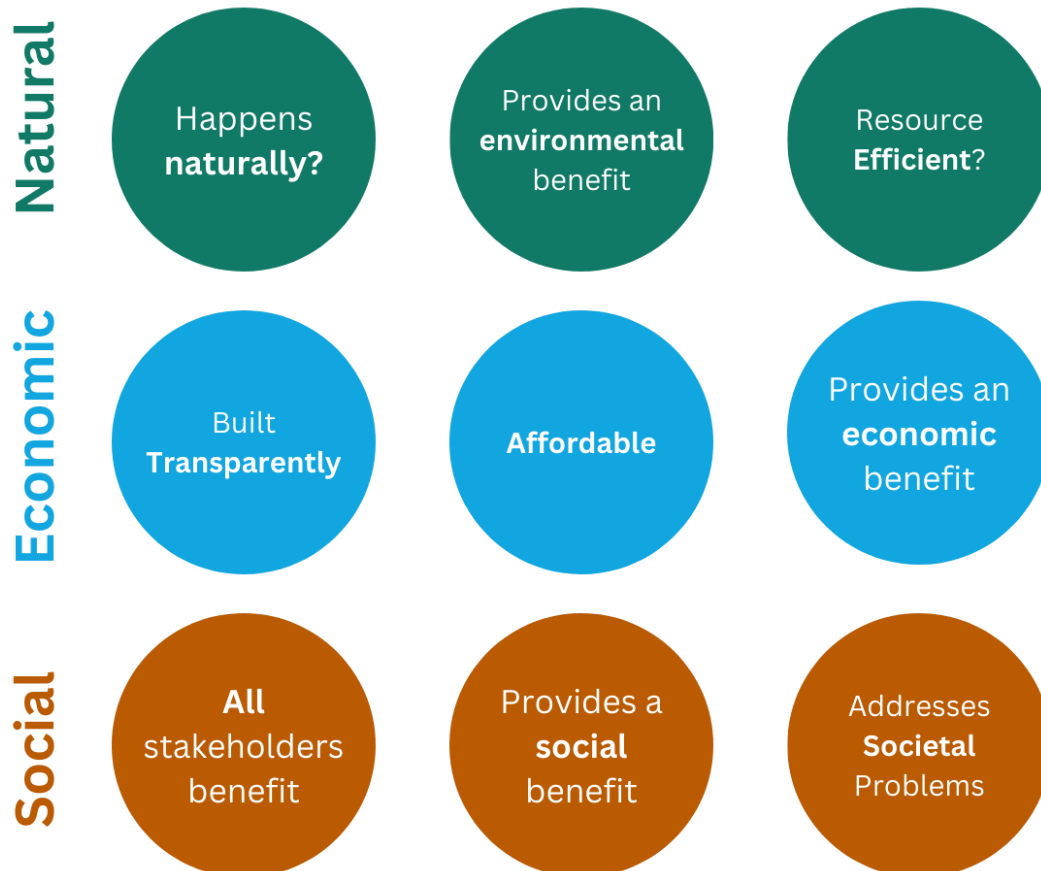 Natural
Happens
naturally?
Provides an
environmental
benefit
Resource
Efficient?
Economic
Built
Transparently
Affordable
Provides an
economic
benefit
Social
All
stakeholders
benefit
Provides a
social
benefit
Addresses
Societal
Problems